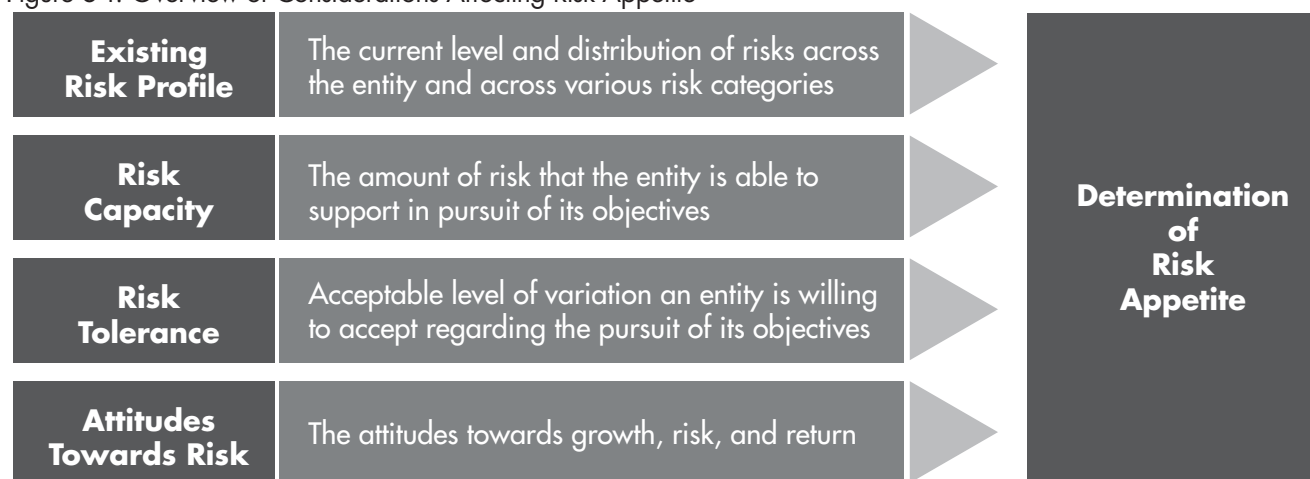 Existing
Risk Profile
The current level and distribution of risks across
the entity and across various risk categories
Risk
Capacity
The amount of risk that the entity is able to
support in pursuit of its objectives
Risk
Tolerance
Acceptable level of variation an entity is willing
to accept regarding the pursuit of its objectives
Attitudes
Towards Risk
The attitudes towards growth, risk, and return
Determination
of
Risk
Appetite